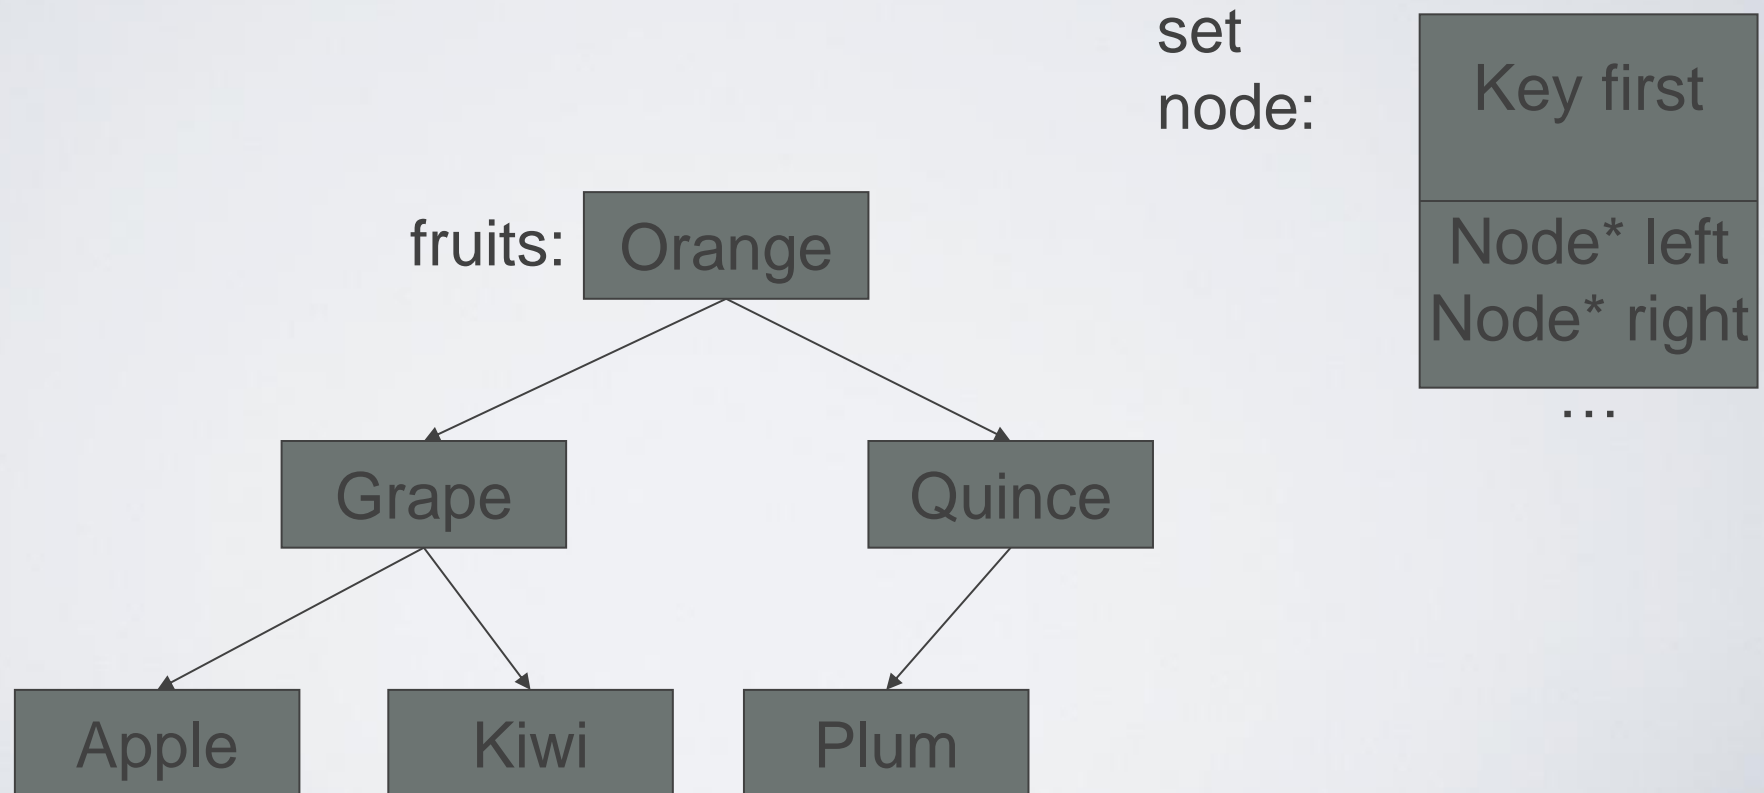 set
node:
Key first
Node* left
Node* right
…
fruits:
Orange
Grape
Quince
Apple
Kiwi
Plum